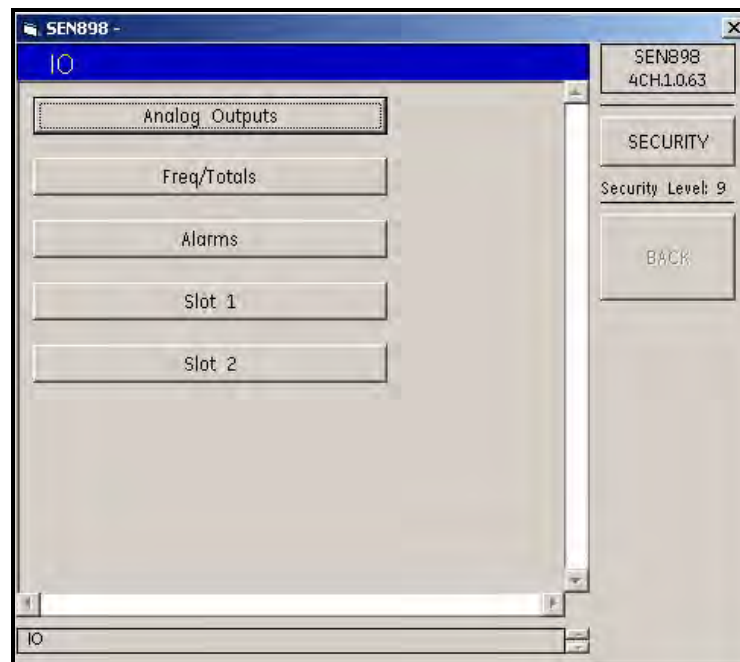 SEN898 -
IO
Analog Outputs
Freq/Totals
Alarms
Slot 1
Slot 2
IO
SEN898
4CH.1.0.63
SECURITY
Security Level: 9
BACK